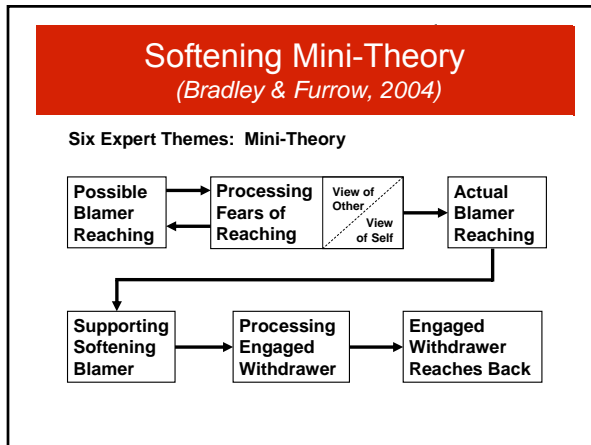 Softening Mini-Theory
(Bradley & Furrow, 2004)
Six Expert Themes: Mini-Theory
Possible
Blamer
Reaching
Processing
Fears of
Reaching
View of
Other
View
of Self
Actual
Blamer
Reaching
Supporting
Softening
Blamer
Processing
Engaged
Withdrawer
Engaged
Withdrawer
Reaches Back